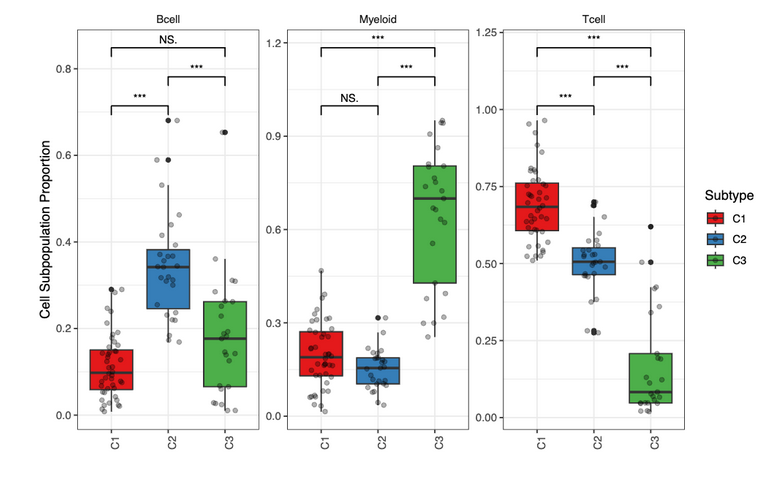 Bcell
Myeloid
Tcell
Cell Subpopulation Proportion
0.8
0.6
0.4
0.2
0.0
NS.
***
***
C1
C2
C3
1.2
0.9
0.6
0.3
0.0
***
***
NS.
C1
C2
C3
1.25
1.00
0.75
0.50
0.25
0.00
***
***
***
C1
C2
C3
Subtype
C1
C2
C3